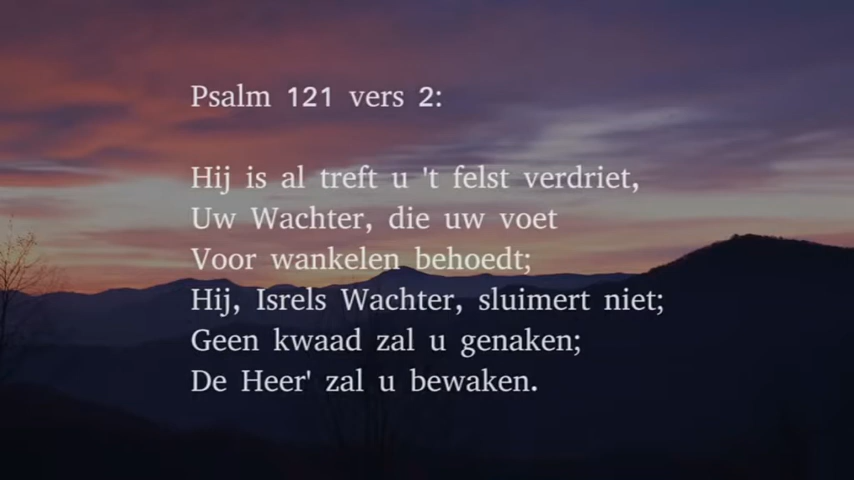 Psalm 121 vers 2:
Hij is al treft u 't felst verdriet,
Uw Wachter, die uw voet
Voor wankelen behoedt;
Hij, Isrels Wachter, sluimert niet;
Geen kwaad zal u genaken;
De Heer' zal u bewaken.